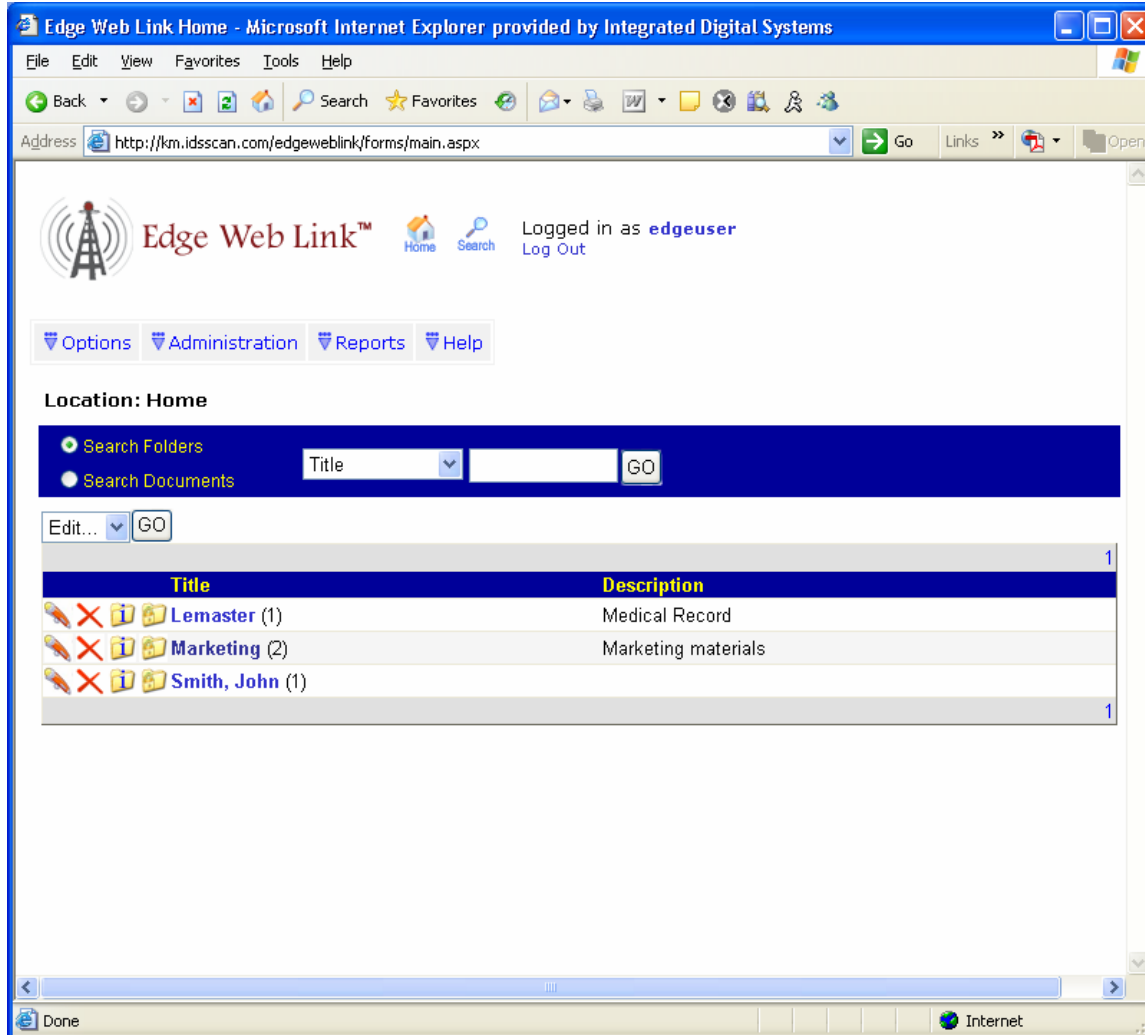 Edge Web Link Home - Microsoft Internet Explorer provided by Integrated Digital Systems
File Edit View Favorites Tools Help
Back Search Favorites W
Address http://km.idsscan.com/edgeweblink/forms/main.aspx Go Links » Open
Edge Web Link™ Home Search Logged in as edgeuser
Log Out
Options Administration Reports Help
Location: Home
Search Folders
Title GO
Search Documents
Edit... GO
1
Title Description
Lemaster (1) Medical Record
Marketing (2) Marketing materials
Smith, John (1)
1
Done Internet